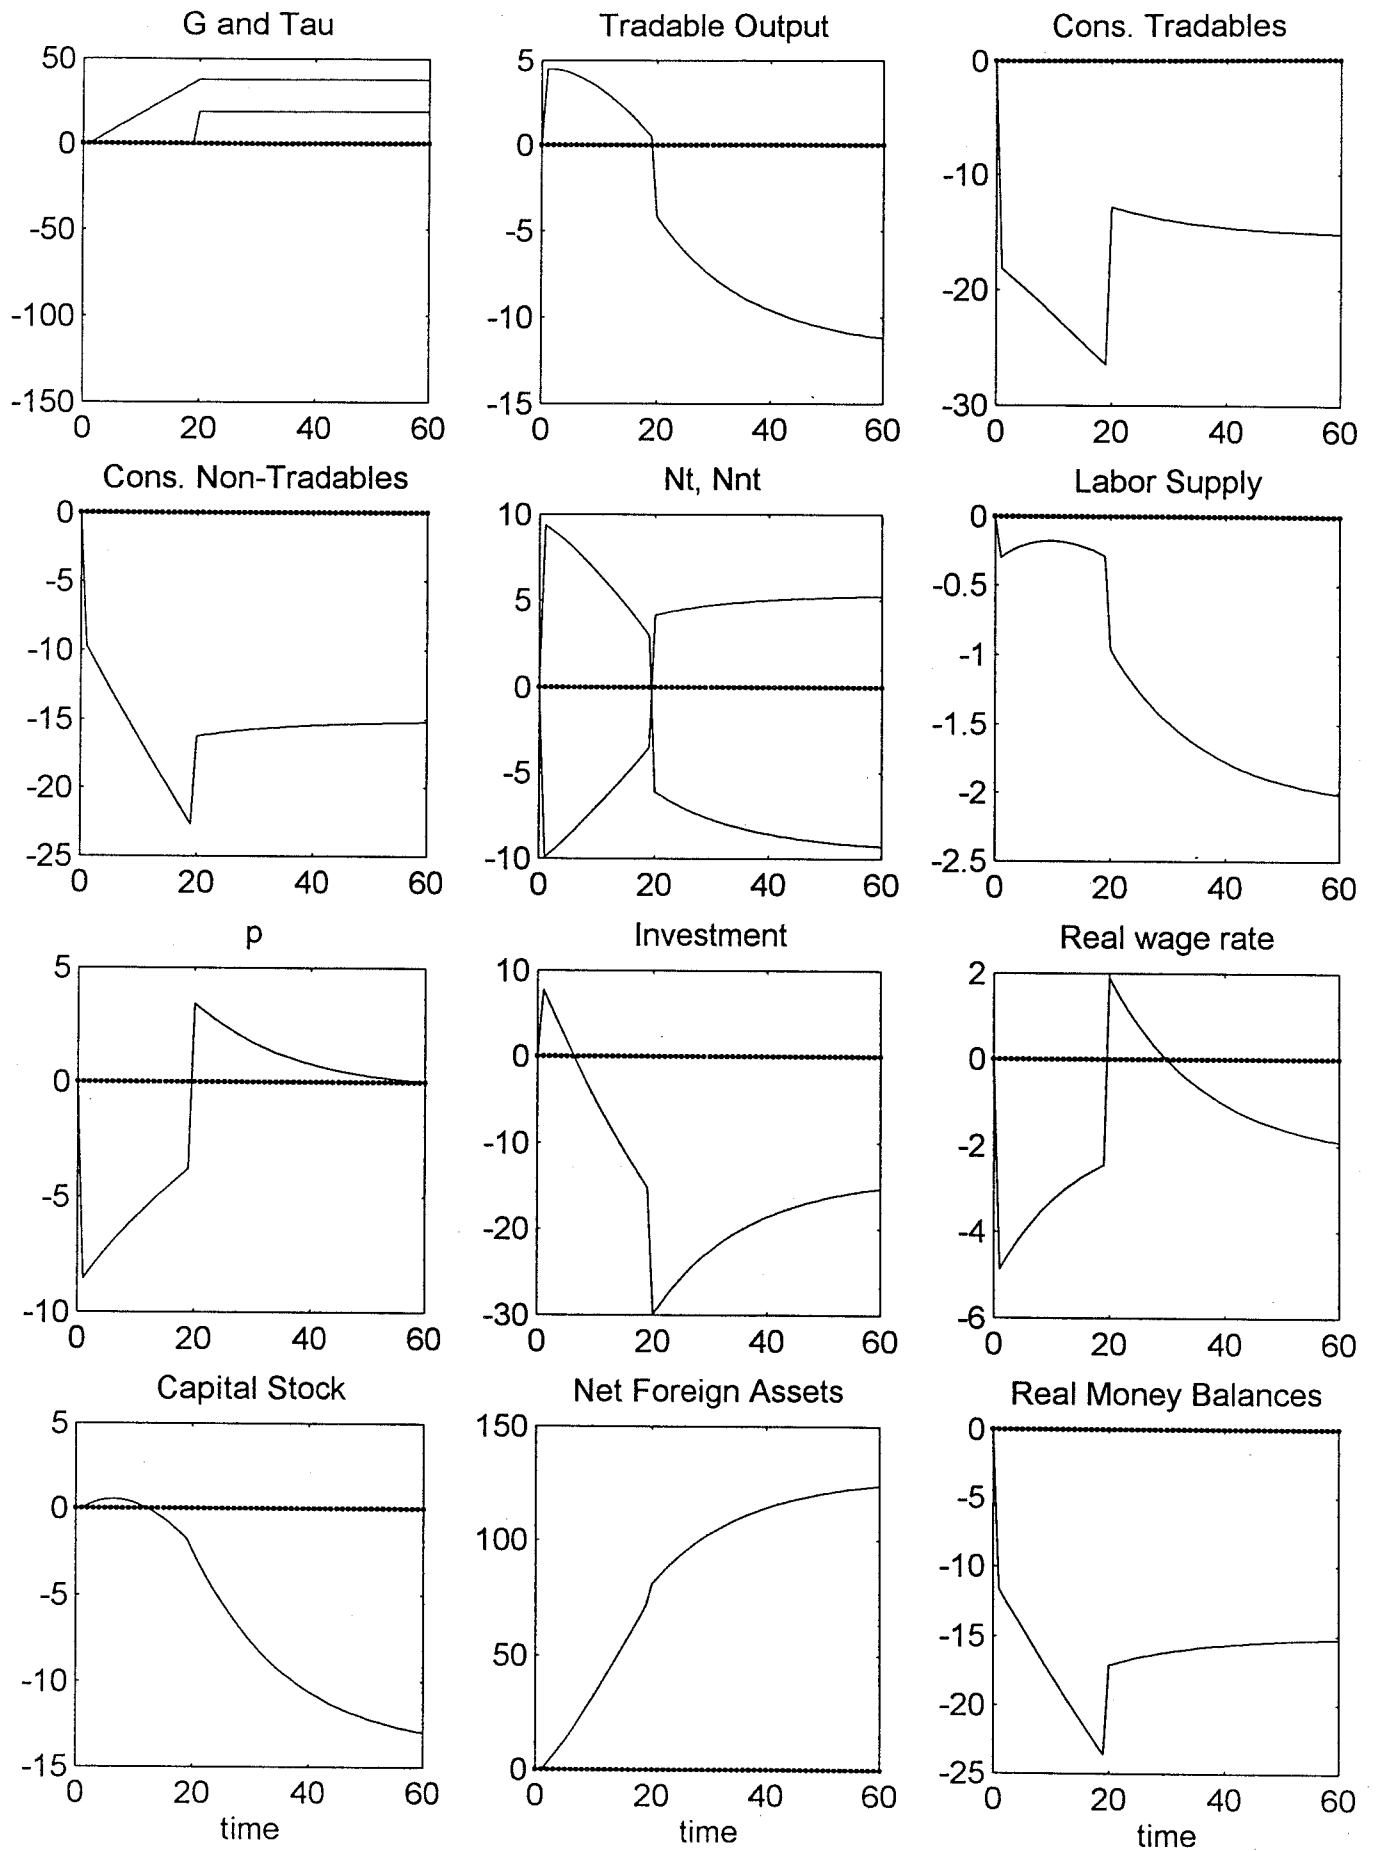 G and Tau
50
0
-50
-100
-150
0 20 40 60
Tradable Output
5
0
-5
-10
-15
0 20 40 60
Cons. Tradables
0
-10
-20
-30
0 20 40 60
Cons. Non-Tradables
0
-5
-10
-15
-20
-25
0 20 40 60
Nt, Nnt
10
5
0
-5
-10
0 20 40 60
Labor Supply
0
-0.5
-1
-1.5
-2
-2.5
0 20 40 60
p
5
0
-5
-10
0 20 40 60
Investment
10
0
-10
-20
-30
0 20 40 60
Real wage rate
2
0
-2
-4
-6
0 20 40 60
Capital Stock
5
0
-5
-10
-15
0 20 40 60
time
Net Foreign Assets
150
100
50
0
0 20 40 60
time
Real Money Balances
0
-5
-10
-15
-20
-25
0 20 40 60
time